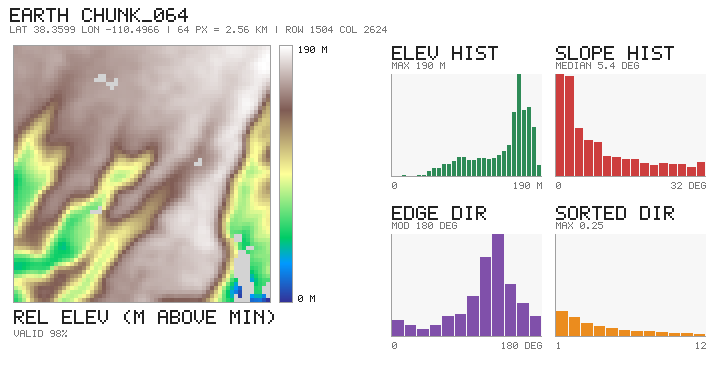 EARTH CHUNK_064
LAT 38.3599 LON -110.4966 | 64 PX = 2.56 KM | ROW 1504 COL 2624
190 M
0 M
REL ELEV (M ABOVE MIN)
VALID 98%
ELEV HIST
MAX 190 M
0 190 M
SLOPE HIST
MEDIAN 5.4 DEG
0 32 DEG
EDGE DIR
MOD 180 DEG
0 180 DEG
SORTED DIR
MAX 0.25
1 12